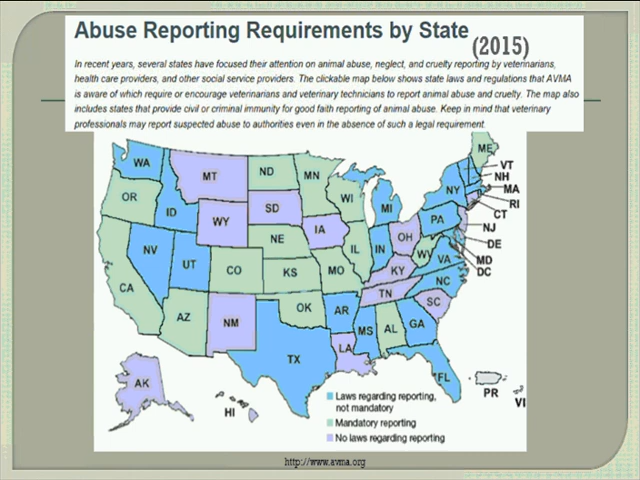 Abuse Reporting Requirements by State
(2015)
In recent years, several states have focused their attention on animal abuse, neglect, and cruelty reporting by veterinarians,
health care providers, and other social service providers. The clickable map below shows state laws and regulations that AVMA
is aware of which require or encourage veterinarians and veterinary technicians to report animal abuse and cruelty. The map also
includes states that provide civil or criminal immunity for good faith reporting of animal abuse. Keep in mind that veterinary
professionals may report suspected abuse to authorities even in the absence of such a legal requirement.
WA
MT
ND
MN
ME
VT
NH
MA
RI
CT
NJ
DE
MD
DC
OR
ID
WY
SD
WI
MI
NY
NV
UT
CO
NE
IA
IL
IN
OH
PA
WV
VA
CA
AZ
NM
KS
MO
KY
NC
TN
SC
OK
AR
MS
AL
GA
TX
LA
FL
AK
HI
PR
VI
Laws regarding reporting,
not mandatory
Mandatory reporting
No laws regarding reporting
http://www.avma.org